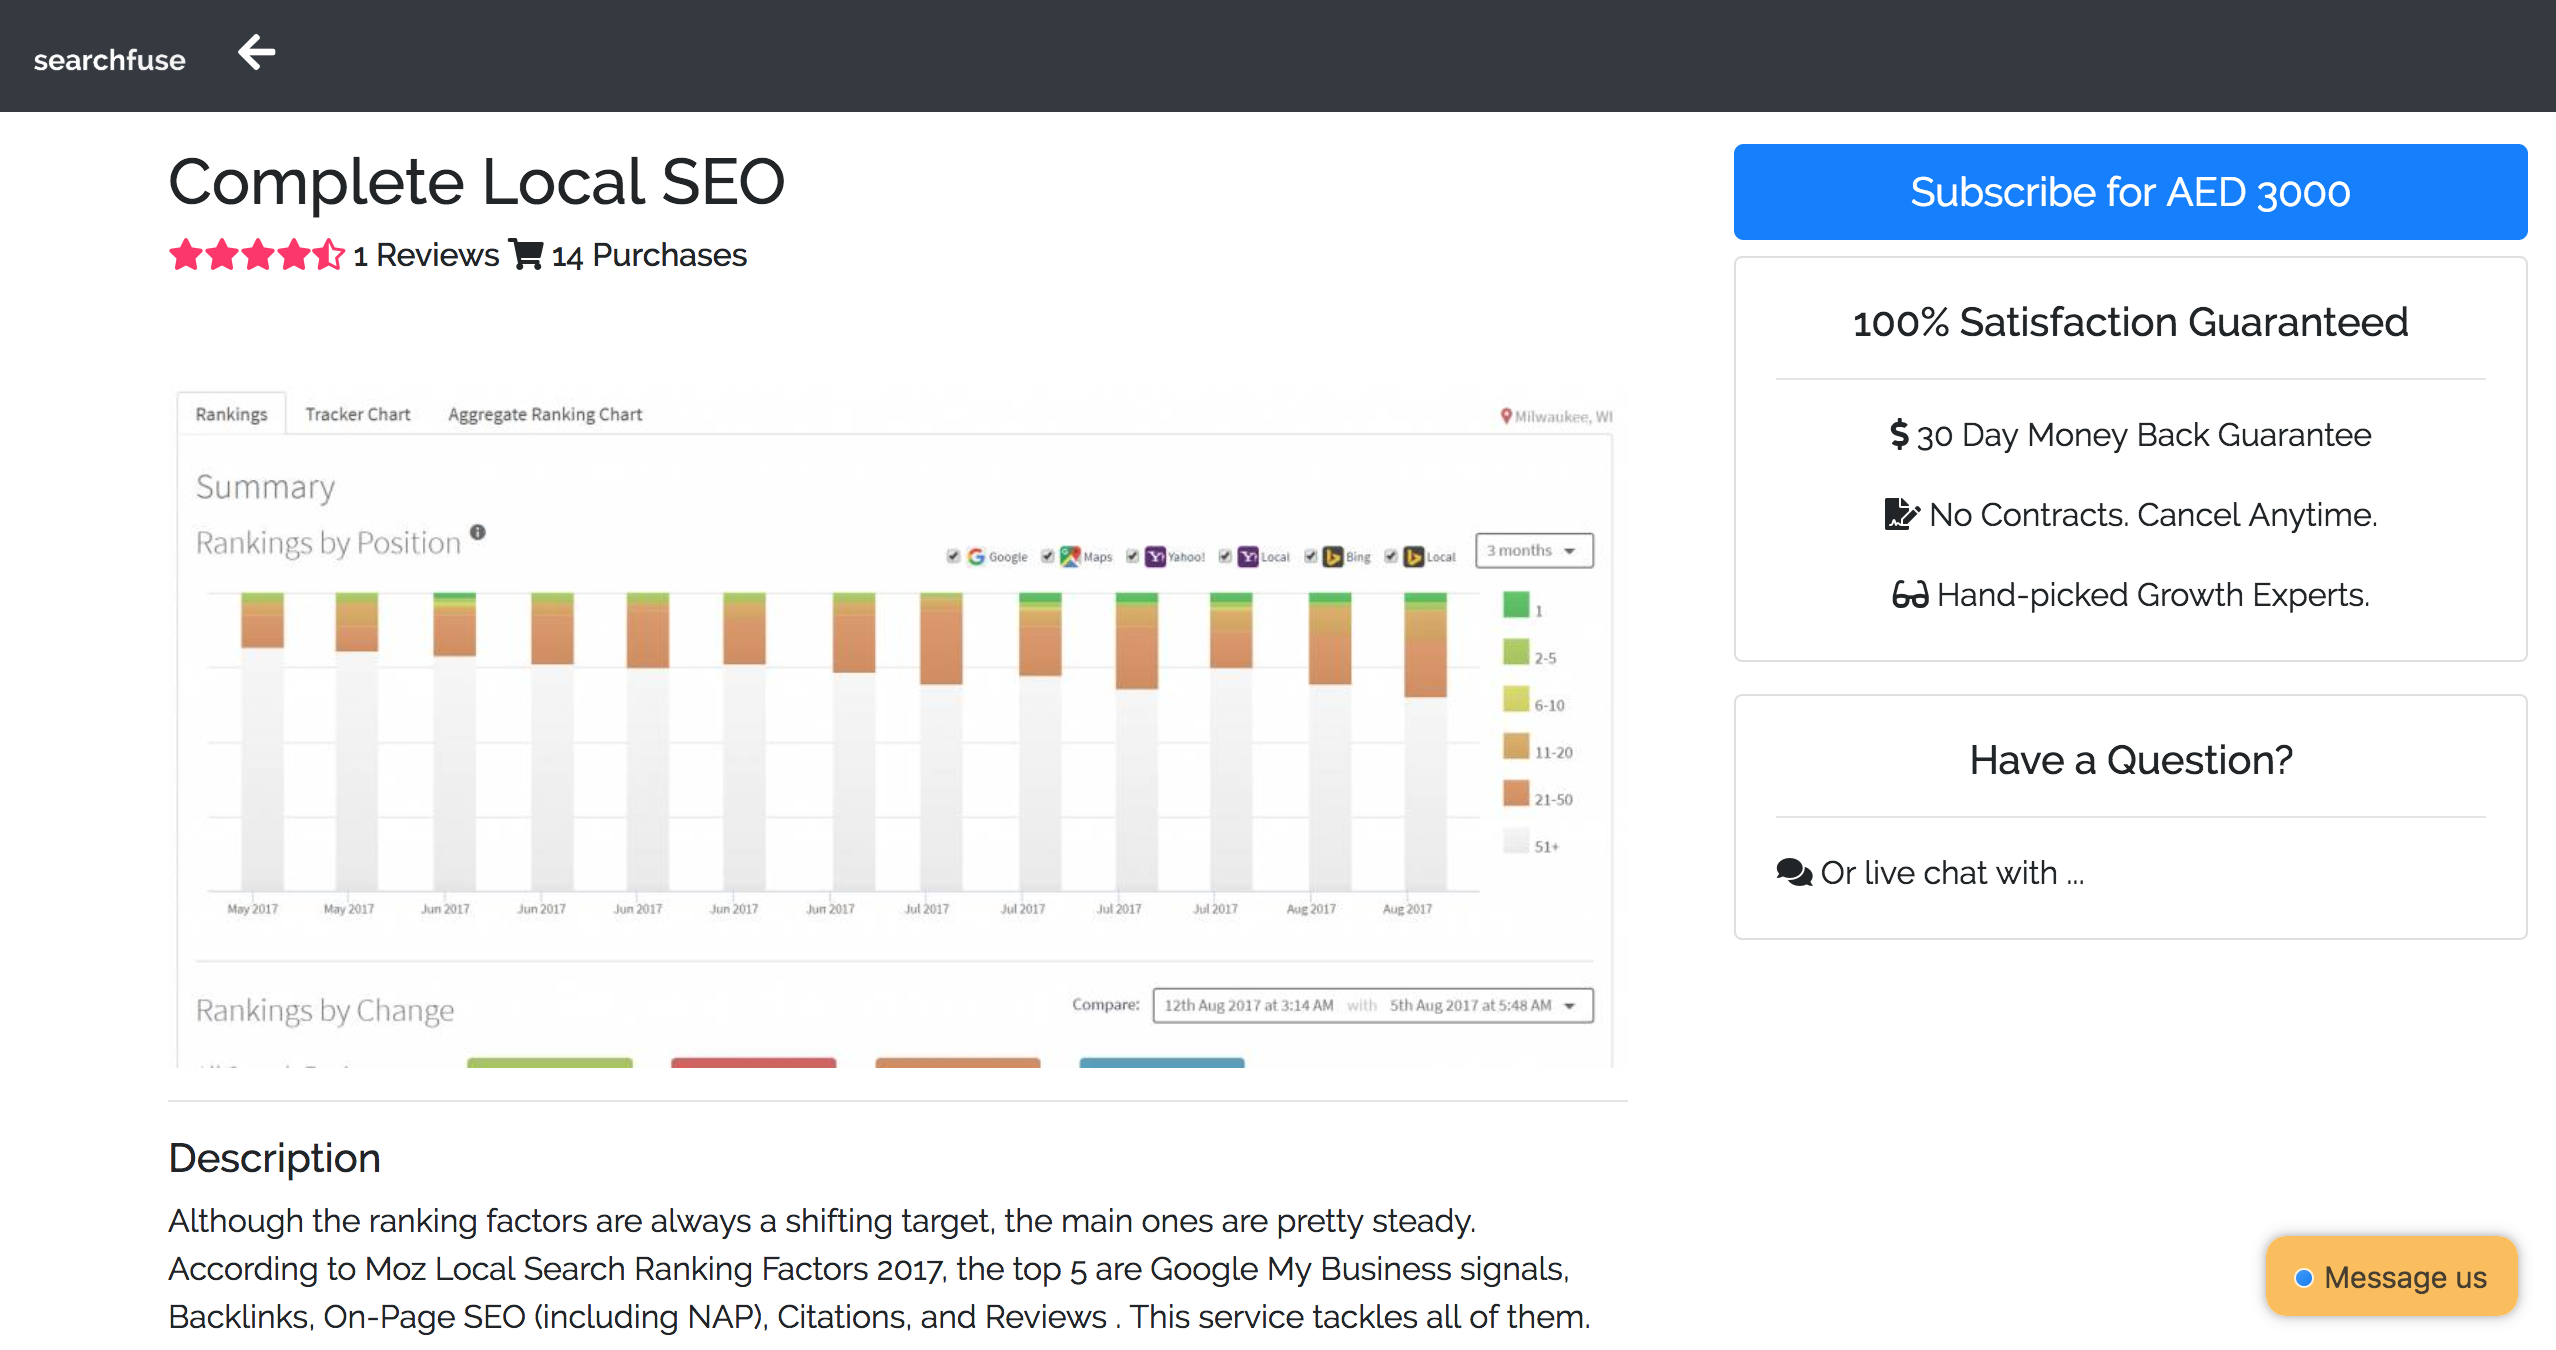 searchfuse
Complete Local SEO
1 Reviews 14 Purchases
Subscribe for AED 3000
100% Satisfaction Guaranteed
30 Day Money Back Guarantee
No Contracts. Cancel Anytime.
Hand-picked Growth Experts.
Have a Question?
Or live chat with ...
Rankings Tracker Chart Aggregate Ranking Chart Milwaukee, WI
Summary
Rankings by Position
Google Maps Yahoo! Local Bing Local 3 months
1
2-5
6-10
11-20
21-50
51+
May 2017 May 2017 Jun 2017 Jun 2017 Jun 2017 Jun 2017 Jun 2017 Jul 2017 Jul 2017 Jul 2017 Jul 2017 Aug 2017 Aug 2017
Rankings by Change Compare: 12th Aug 2017 at 3:14 AM with 5th Aug 2017 at 5:48 AM
Description
Although the ranking factors are always a shifting target, the main ones are pretty steady.
According to Moz Local Search Ranking Factors 2017, the top 5 are Google My Business signals,
Backlinks, On-Page SEO (including NAP), Citations, and Reviews . This service tackles all of them.
Message us